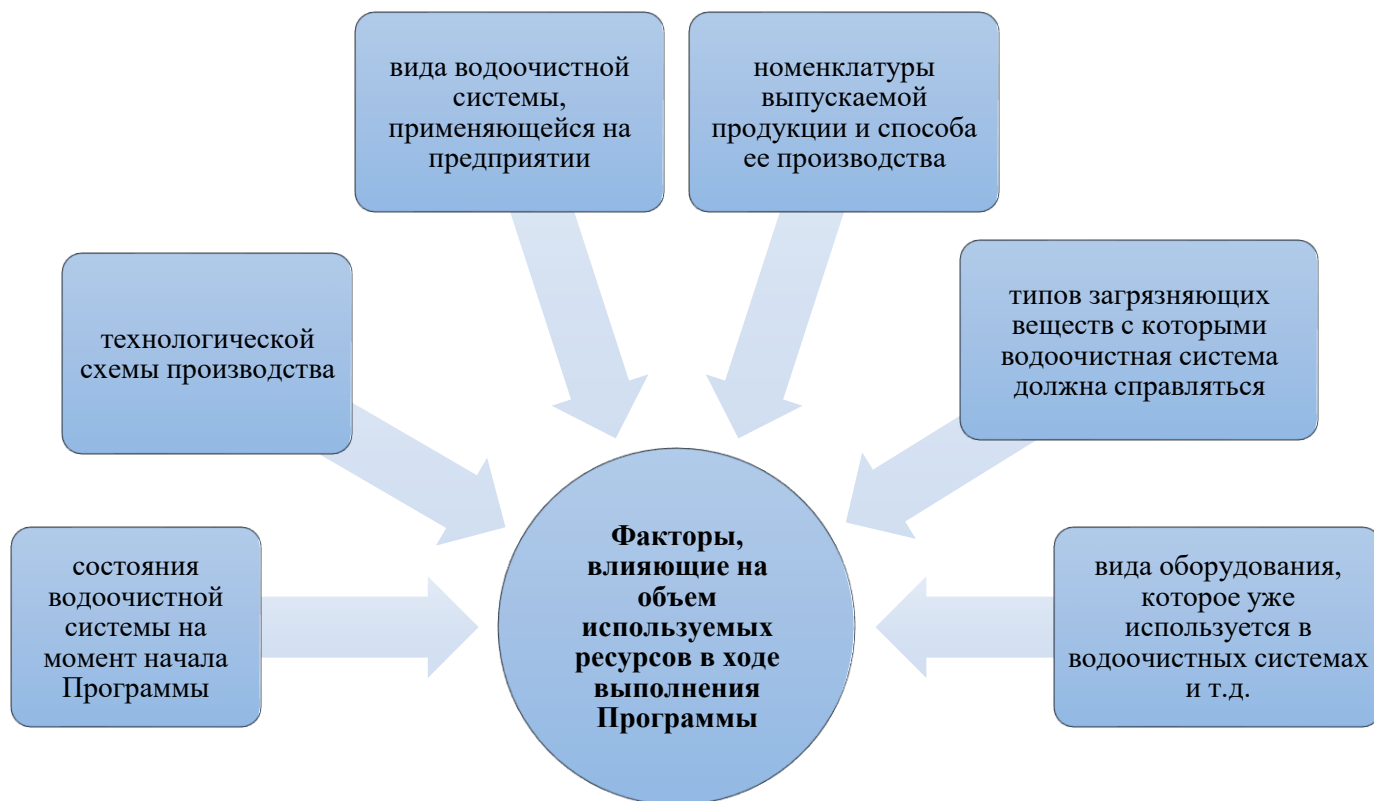 вида водоочистной
системы,
применяющейся на
предприятии
номенклатуры
выпускаемой
продукции и способа
ее производства
технологической
схемы производства
типов загрязняющих
веществ с которыми
водоочистная система
должна справляться
состояния
водоочистной
системы на
момент начала
Программы
Факторы,
влияющие на
объем
используемых
ресурсов в ходе
выполнения
Программы
вида оборудования,
которое уже
используется в
водоочистных системах
и т.д.